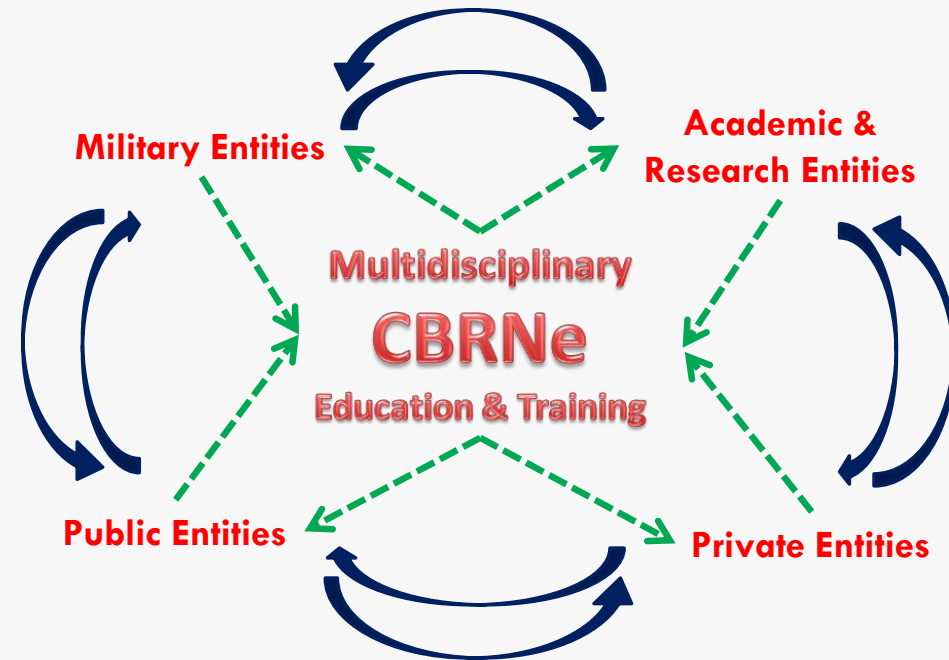 Military Entities
Academic &
Research Entities
Multidisciplinary
CBRNe
Education & Training
Public Entities
Private Entities